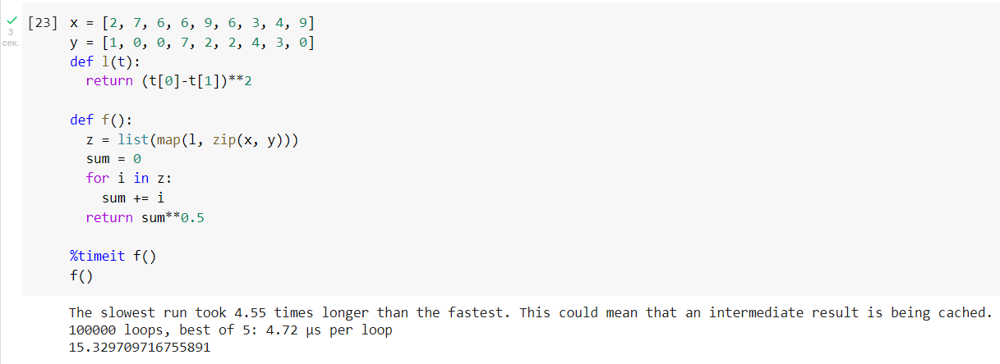 [23] x = [2, 7, 6, 6, 9, 6, 3, 4, 9]
3
сек.
y = [1, 0, 0, 7, 2, 2, 4, 3, 0]
def l(t):
  return (t[0]-t[1])**2
def f():
  z = list(map(l, zip(x, y)))
  sum = 0
  for i in z:
    sum += i
  return sum**0.5
%timeit f()
f()
The slowest run took 4.55 times longer than the fastest. This could mean that an intermediate result is being cached.
100000 loops, best of 5: 4.72 µs per loop
15.329709716755891